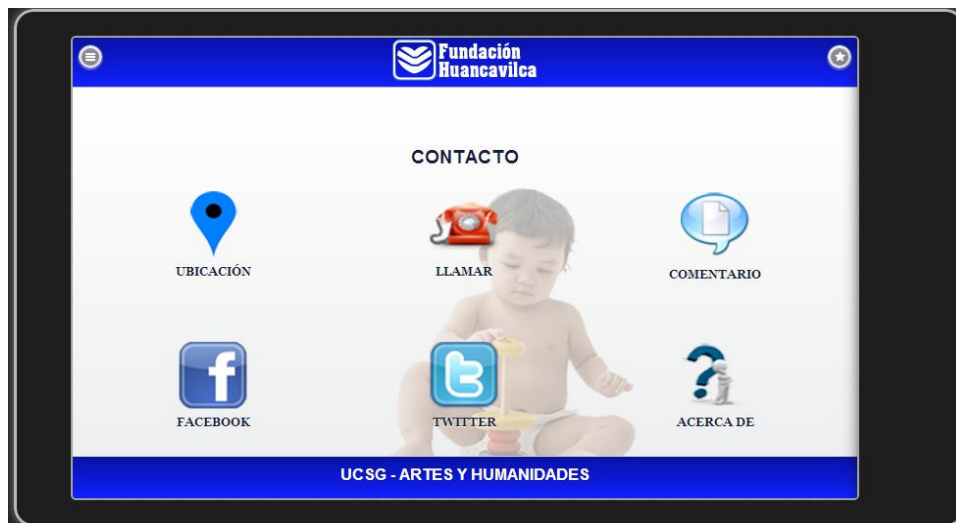 Fundación
Huancavilca
CONTACTO
UBICACIÓN
LLAMAR
COMENTARIO
FACEBOOK
TWITTER
ACERCA DE
UCSG - ARTES Y HUMANIDADES